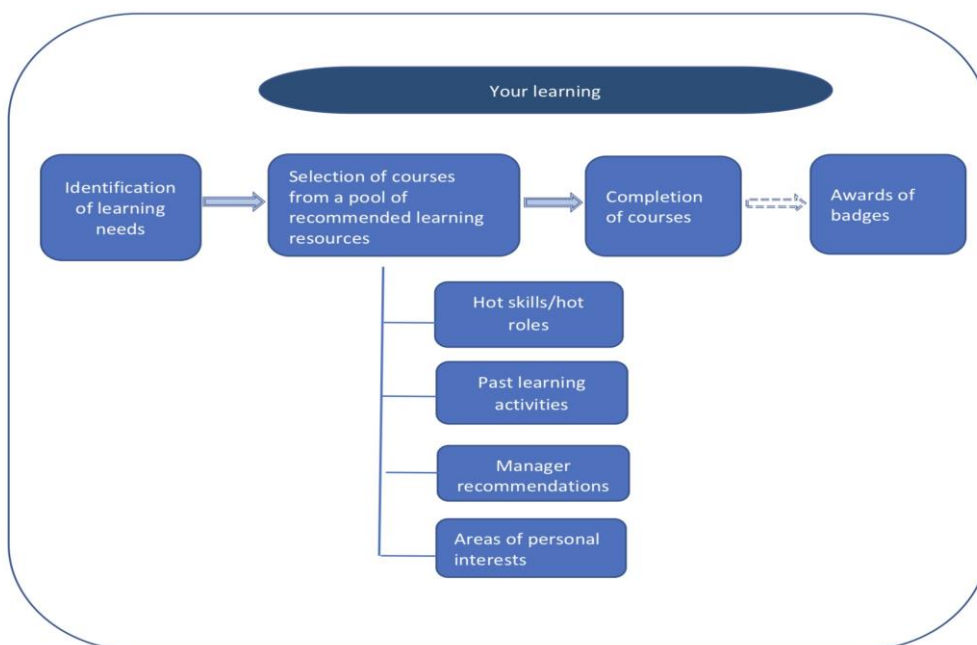 Your learning
Identification
of learning
needs
Selection of courses
from a pool of
recommended learning
resources
Completion
of courses
Awards of
badges
Hot skills/hot
roles
Past learning
activities
Manager
recommendations
Areas of personal
interests